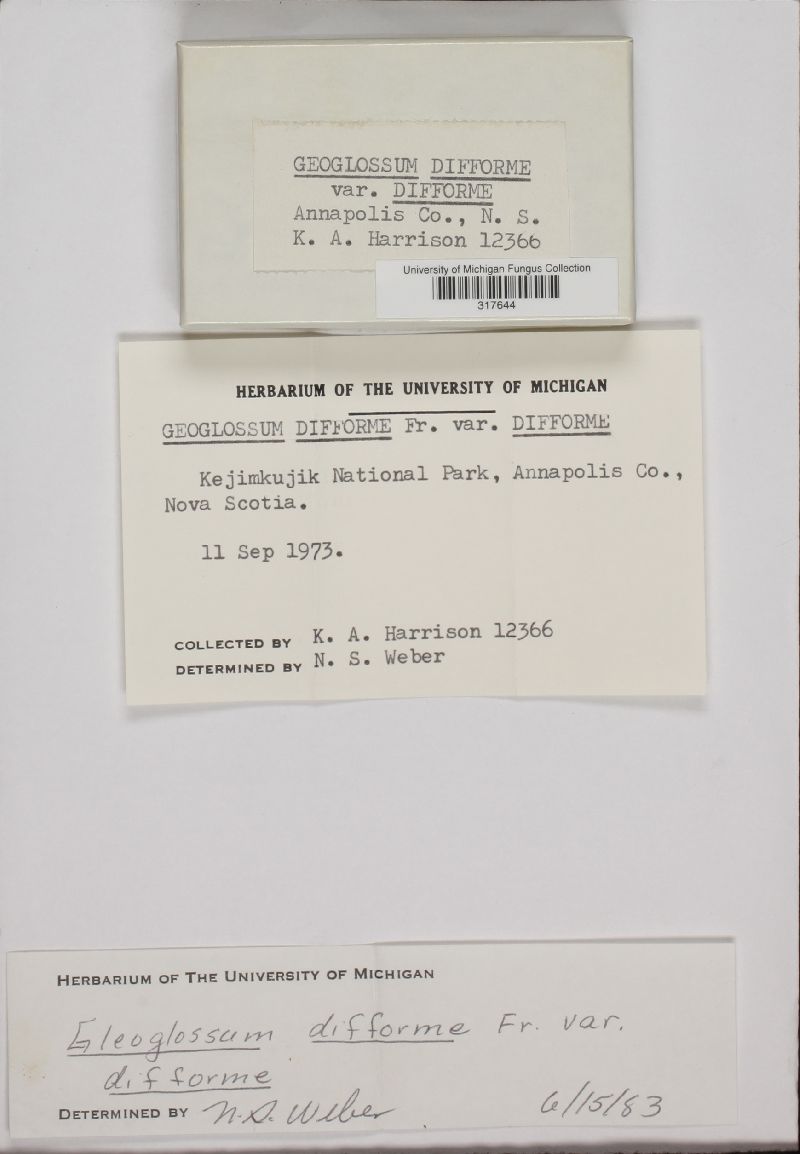 GEOGLOSSUM DIFFORME
var. DIFFORME
Annapolis Co., N. S.
K. A. Harrison 12366
University of Michigan Fungus Collection
317644
HERBARIUM OF THE UNIVERSITY OF MICHIGAN
GEOGLOSSUM DIFFORME Fr. var. DIFFORME
Kejimkujik National Park, Annapolis Co.,
Nova Scotia.
11 Sep 1973.
COLLECTED BY K. A. Harrison 12366
DETERMINED BY N. S. Weber
HERBARIUM OF THE UNIVERSITY OF MICHIGAN
Geoglossum difforme Fr. var.
difforme
DETERMINED BY N.S. Weber 6/15/83